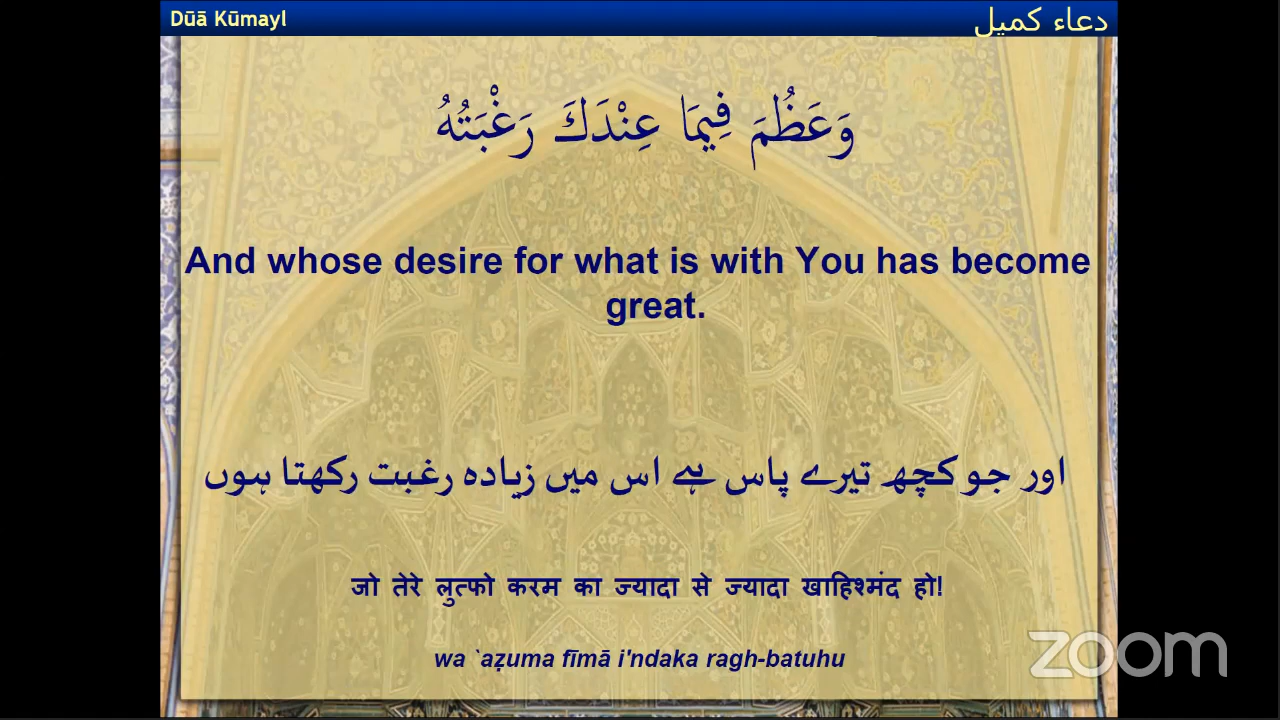 Dūā Kūmayl
دعاء كميل
وَعَظُمَ فِيمَا عِنْدَكَ رَغْبَتُهُ
And whose desire for what is with You has become
great.
اور جو کچھ تیرے پاس ہے اس میں زیادہ رغبت رکھتا ہوں
जो तेरे लुत्फो करम का ज्यादा से ज्यादा खाहिश्मंद हो!
wa `aẓuma fīmā i'ndaka ragh-batuhu
zoom